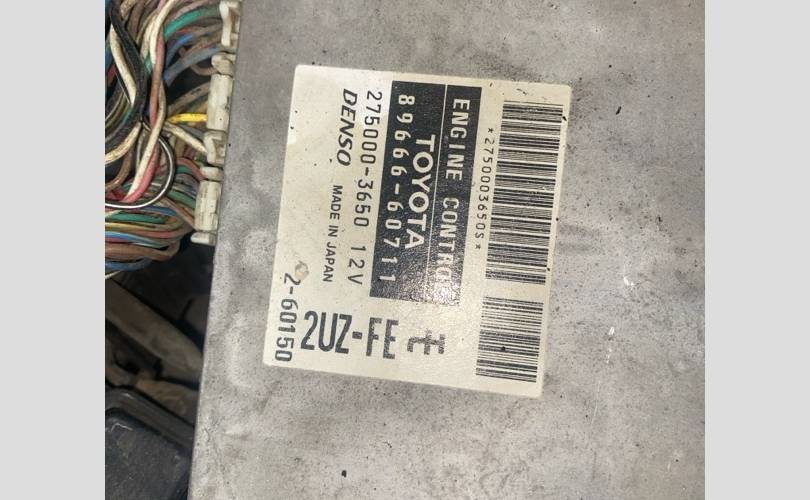 *2750003650S*
ENGINE CONTROL
TOYOTA
89666-60711
275000-3650 12V
DENSO MADE IN JAPAN
2-60150
2UZ-FE